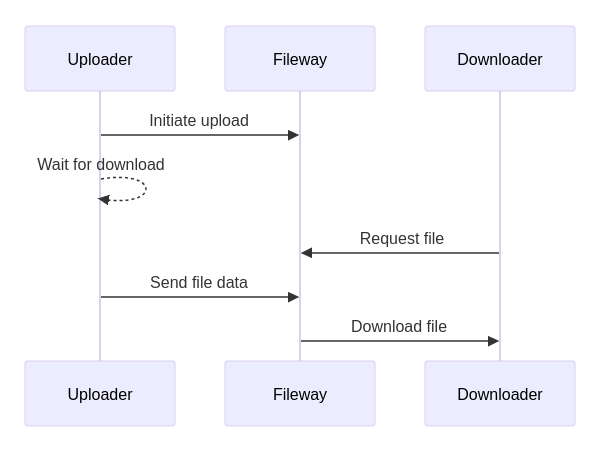 Uploader
Fileway
Downloader
Initiate upload
Wait for download
Request file
Send file data
Download file
Uploader
Fileway
Downloader